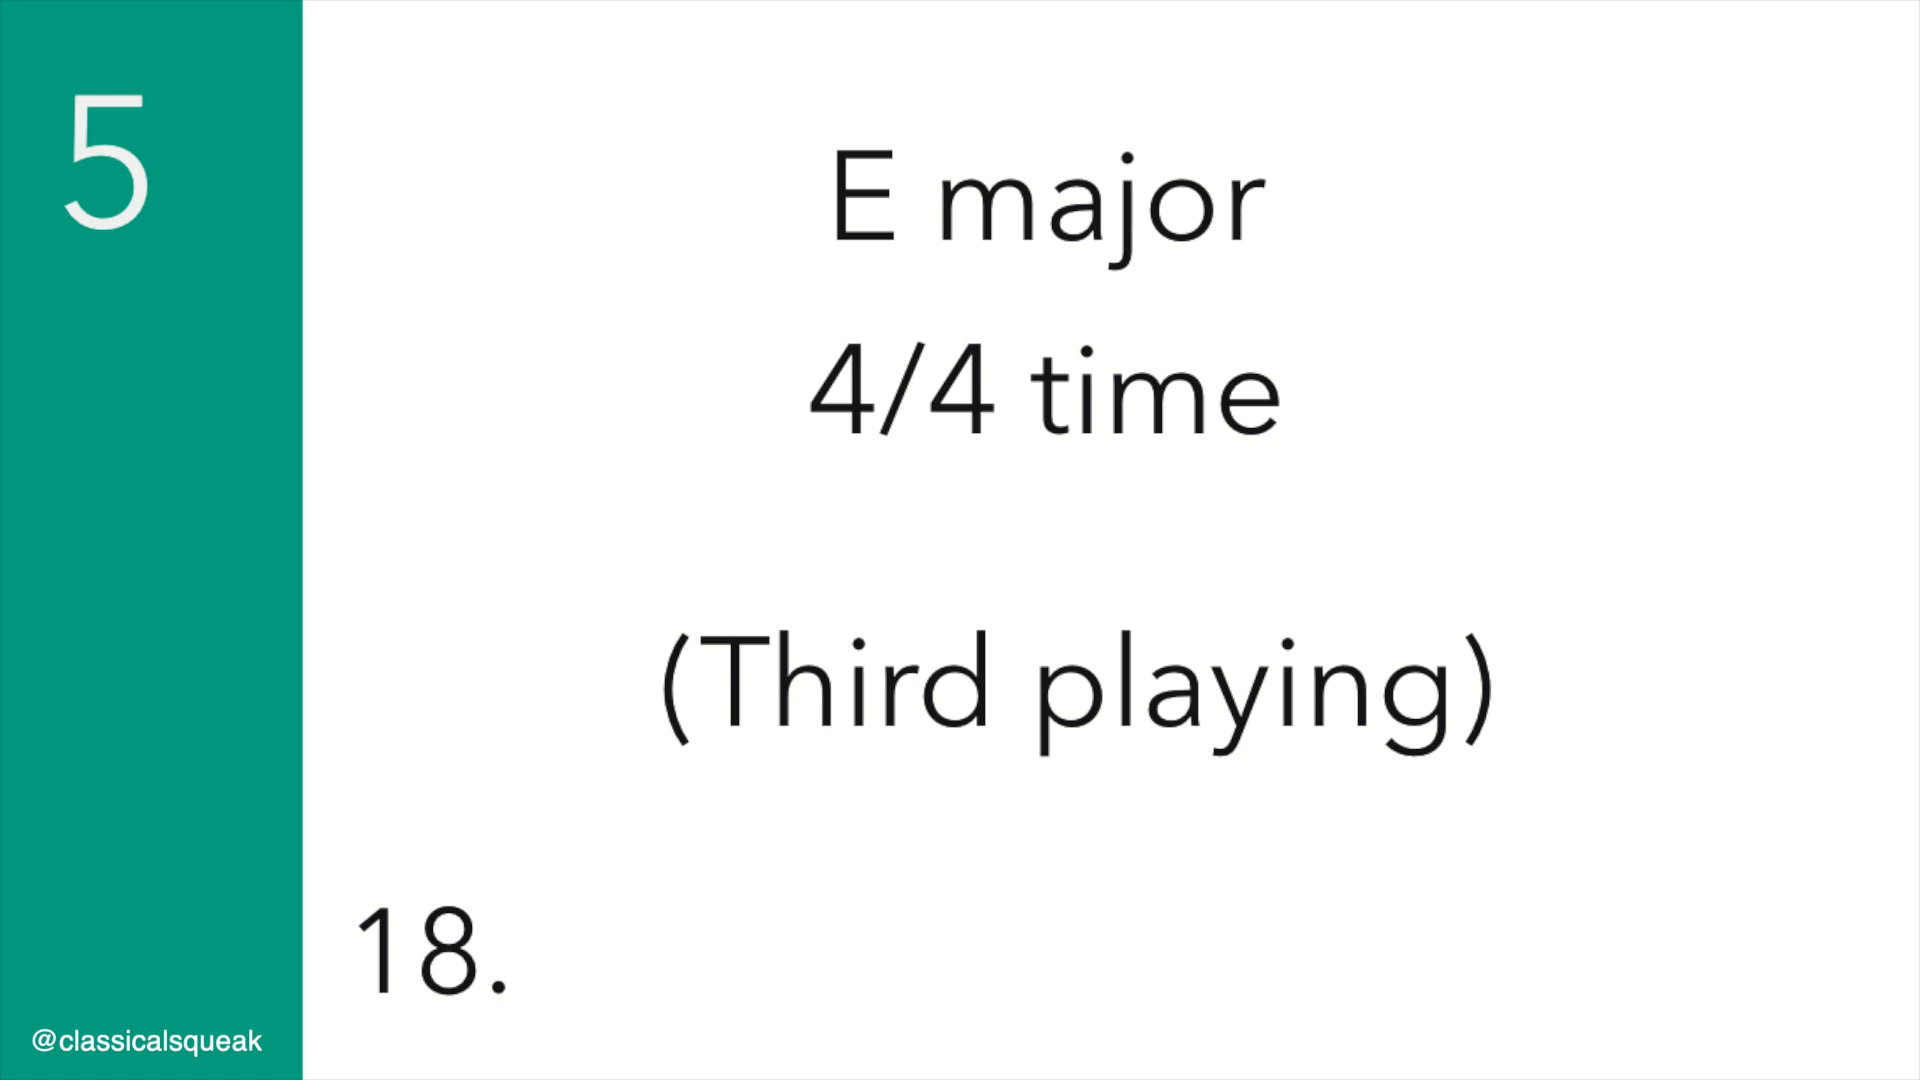 5
E major
4/4 time
(Third playing)
18.
@classicalsqueak